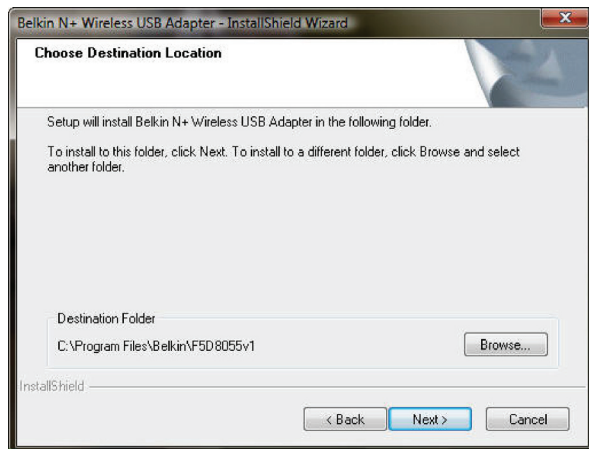 Belkin N+ Wireless USB Adapter - InstallShield Wizard
Choose Destination Location
Setup will install Belkin N+ Wireless USB Adapter in the following folder.
To install to this folder, click Next. To install to a different folder, click Browse and select
another folder.
Destination Folder
C:\Program Files\Belkin\F5D8055v1
Browse...
InstallShield
< Back
Next >
Cancel